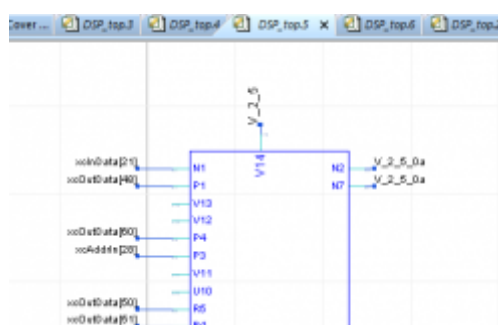 Cover ... DSP_top.3 DSP_top.4 DSP_top.5 × DSP_top.6 DSP_top.
V_2_5
V14
xxInData[21] N1 N2 V_2_5_0a
xxOutData[48] P1 N7 V_2_5_0a
V13
V12
xxOutData[60] P4
xxAddrIn[28] P3
V11
U10
xxOutData[50] R5
xxOutData[61]